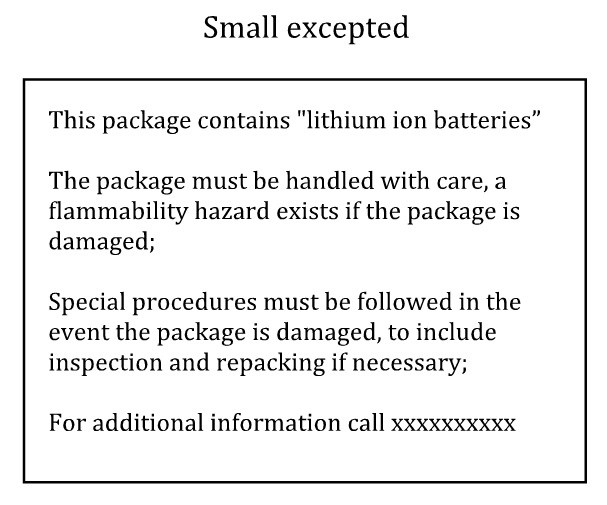 Small excepted
This package contains "lithium ion batteries”
The package must be handled with care, a
flammability hazard exists if the package is
damaged;
Special procedures must be followed in the
event the package is damaged, to include
inspection and repacking if necessary;
For additional information call xxxxxxxxxx